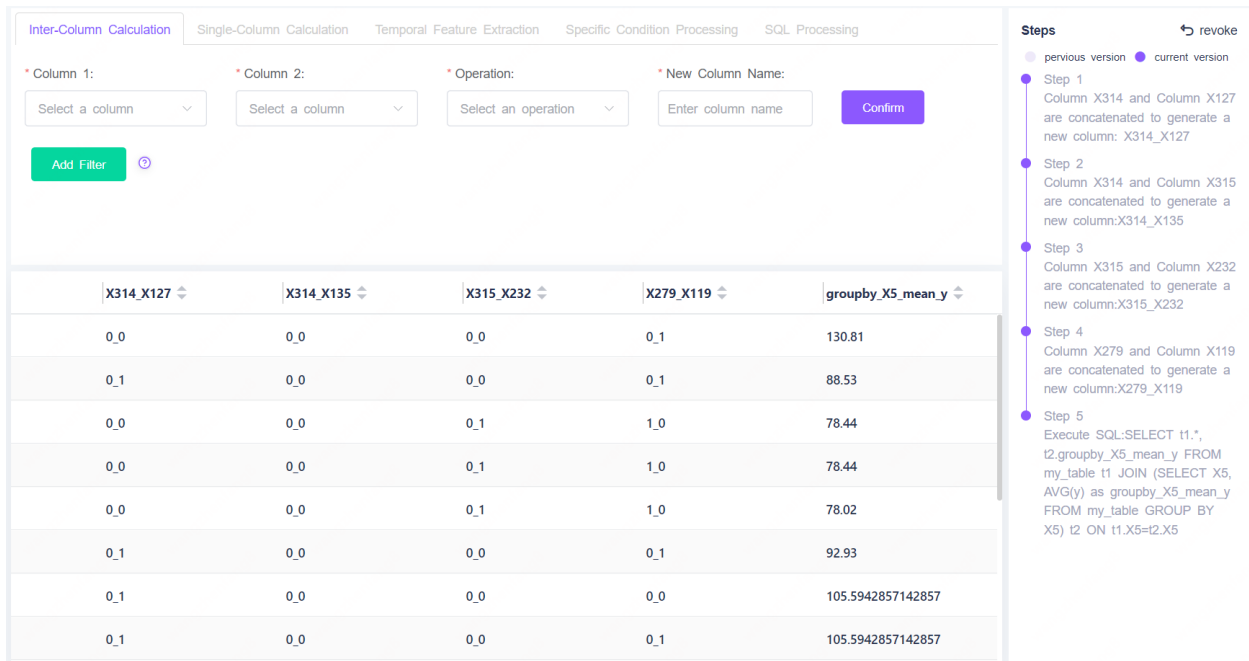 Inter-Column Calculation Single-Column Calculation Temporal Feature Extraction Specific Condition Processing SQL Processing
* Column 1: * Column 2: * Operation: * New Column Name:
Select a column Select a column Select an operation Enter column name Confirm
Add Filter ?
X314_X127 X314_X135 X315_X232 X279_X119 groupby_X5_mean_y
0_0 0_0 0_0 0_1 130.81
0_1 0_0 0_0 0_1 88.53
0_0 0_0 0_1 1_0 78.44
0_0 0_0 0_1 1_0 78.44
0_0 0_0 0_1 1_0 78.02
0_1 0_0 0_0 0_1 92.93
0_1 0_0 0_0 0_0 105.5942857142857
0_1 0_0 0_0 0_1 105.5942857142857
Steps revoke
pervious version current version
Step 1
Column X314 and Column X127
are concatenated to generate a
new column: X314_X127
Step 2
Column X314 and Column X315
are concatenated to generate a
new column:X314_X135
Step 3
Column X315 and Column X232
are concatenated to generate a
new column:X315_X232
Step 4
Column X279 and Column X119
are concatenated to generate a
new column:X279_X119
Step 5
Execute SQL:SELECT t1.*,
t2.groupby_X5_mean_y FROM
my_table t1 JOIN (SELECT X5,
AVG(y) as groupby_X5_mean_y
FROM my_table GROUP BY
X5) t2 ON t1.X5=t2.X5